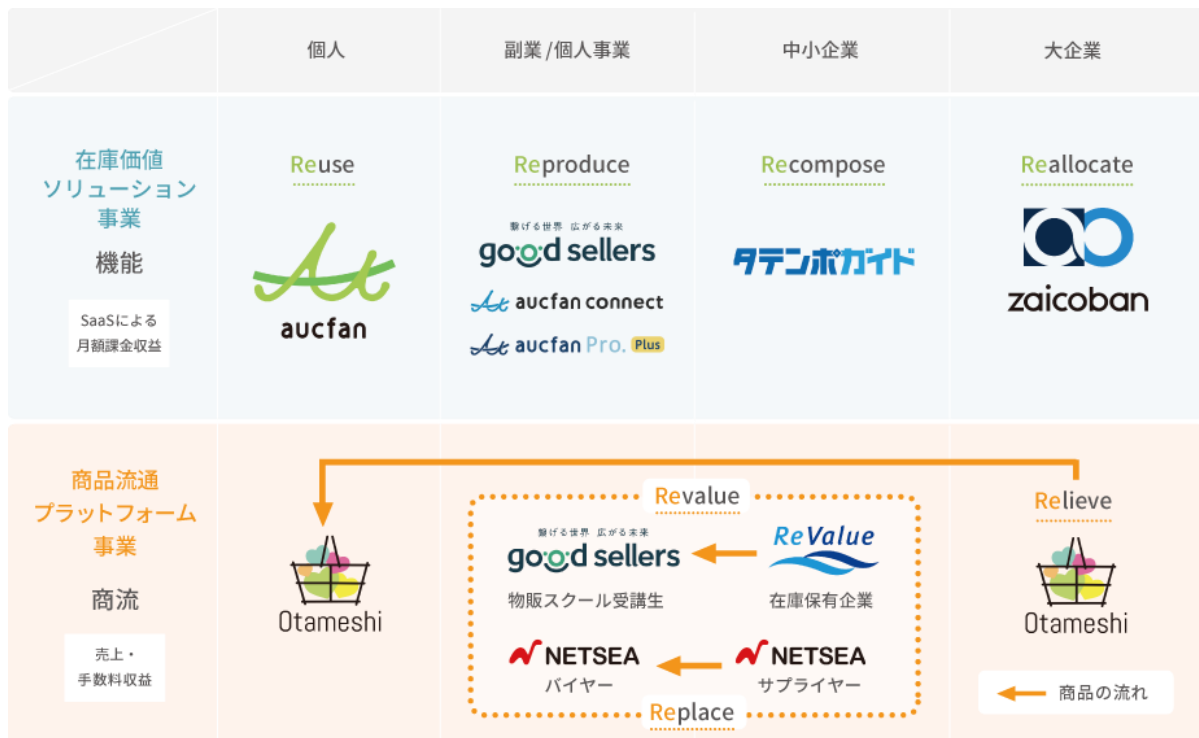 個人
副業/個人事業
中小企業
大企業
在庫価値
ソリューション
事業
機能
SaaSによる
月額課金収益
Reuse
aucfan
Reproduce
繋げる世界 広がる未来
good sellers
aucfan connect
aucfan Pro. Plus
Recompose
タテンポガイド
Reallocate
zaicoban
商品流通
プラットフォーム
事業
商流
売上・
手数料収益
Otameshi
Revalue
繋げる世界 広がる未来
good sellers
物販スクール受講生
ReValue
在庫保有企業
NETSEA
バイヤー
NETSEA
サプライヤー
Replace
Relieve
Otameshi
商品の流れ